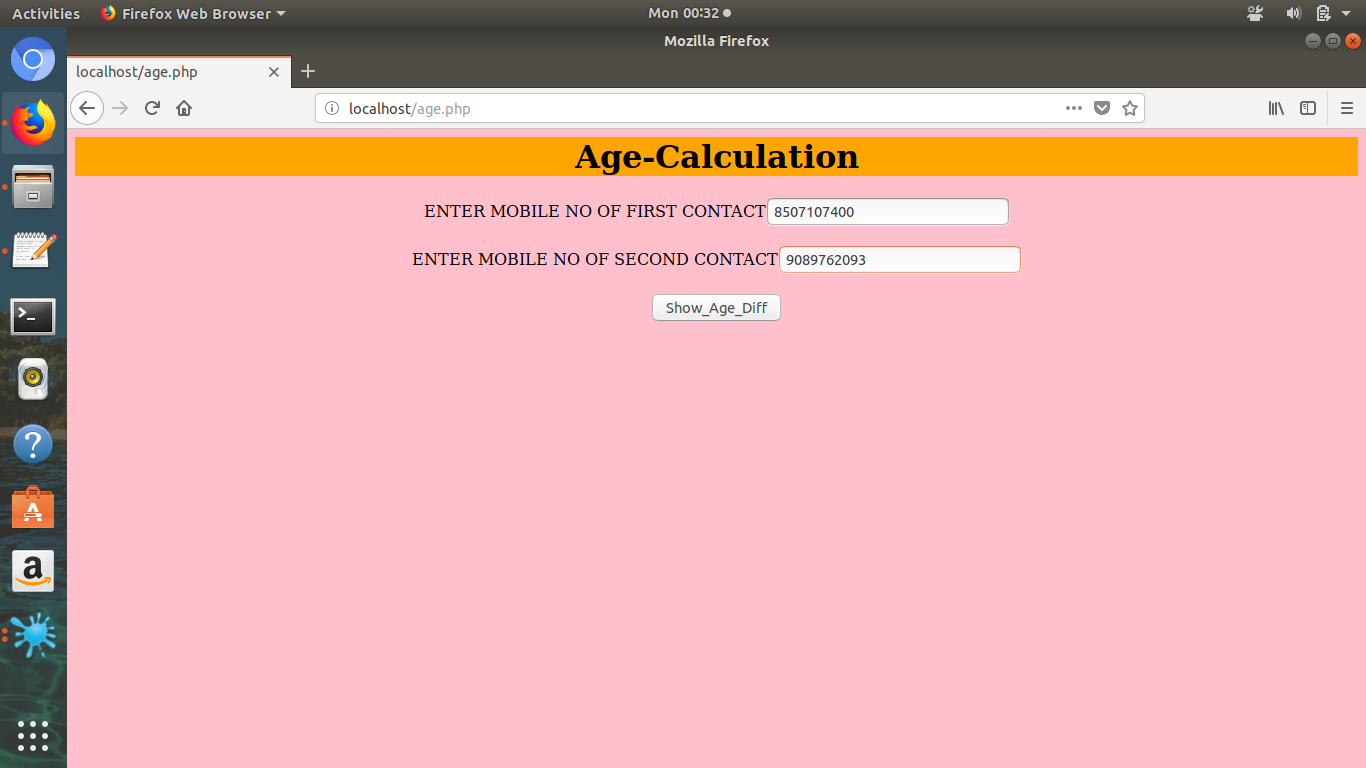 Activities Firefox Web Browser Mon 00:32
Mozilla Firefox
localhost/age.php
localhost/age.php
Age-Calculation
ENTER MOBILE NO OF FIRST CONTACT 8507107400
ENTER MOBILE NO OF SECOND CONTACT 9089762093
Show_Age_Diff